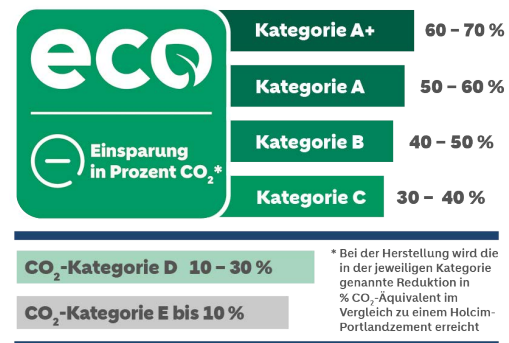 eco
Einsparung
in Prozent CO₂*
Kategorie A+ 60 – 70 %
Kategorie A 50 – 60 %
Kategorie B 40 – 50 %
Kategorie C 30 – 40 %
CO₂-Kategorie D 10 – 30 %
CO₂-Kategorie E bis 10 %
* Bei der Herstellung wird die
in der jeweiligen Kategorie
genannte Reduktion in
% CO₂-Äquivalent im
Vergleich zu einem Holcim-
Portlandzement erreicht